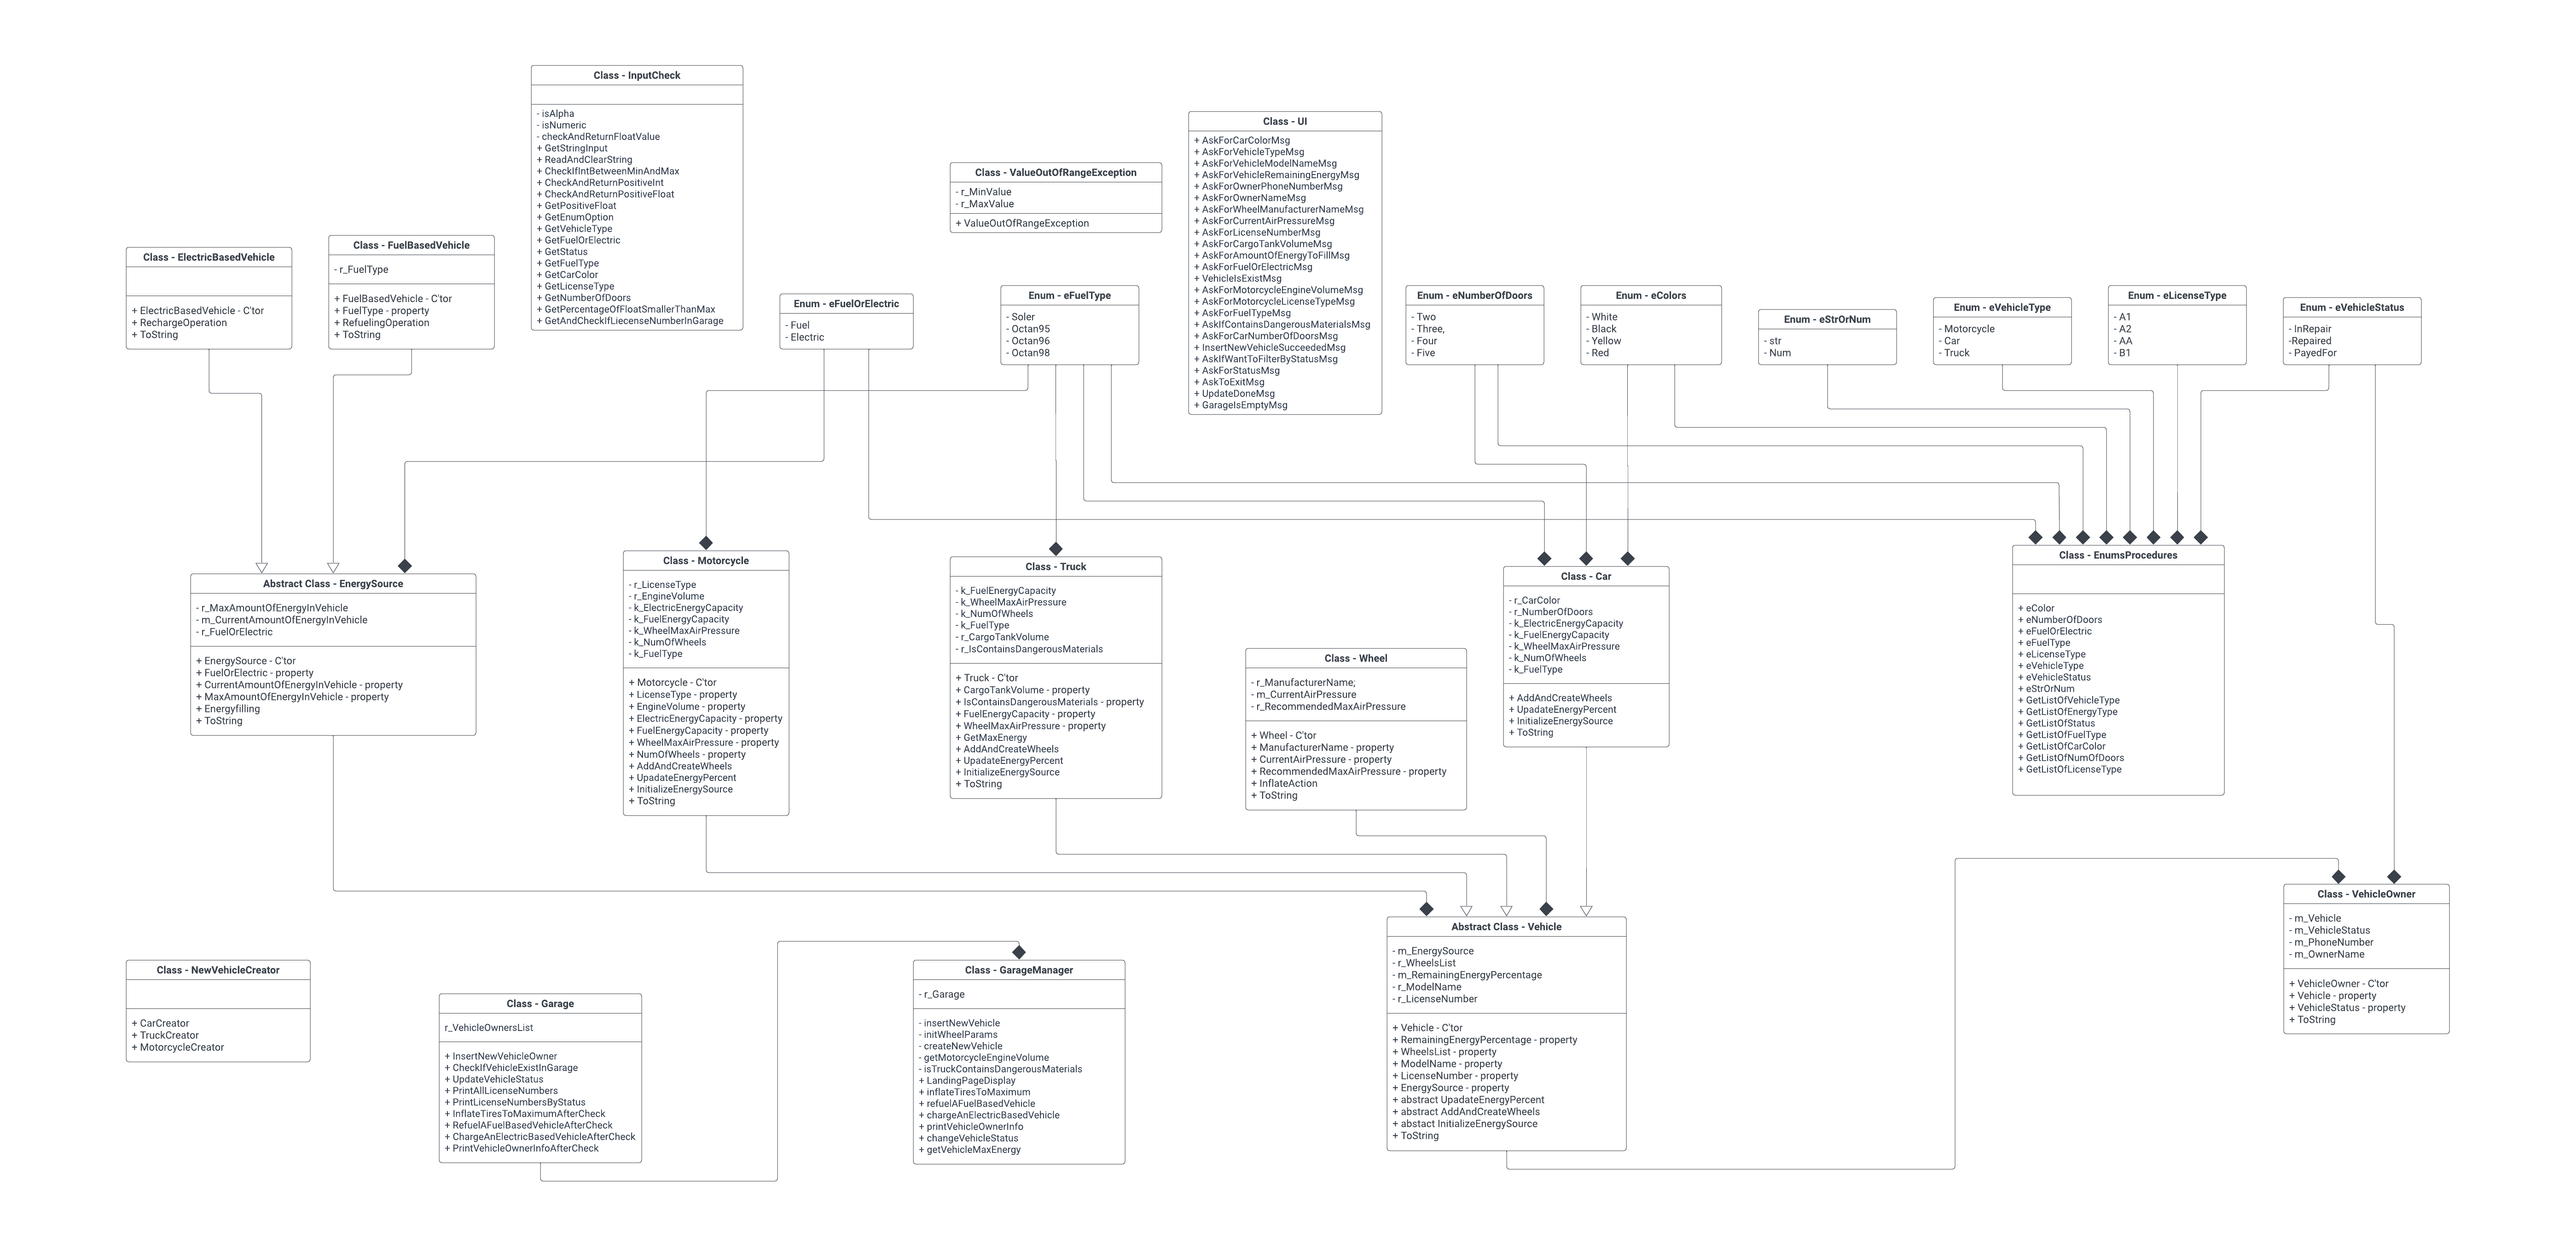 Class - InputCheck
- isAlpha
- isNumeric
- checkAndReturnFloatValue
+ GetStringInput
+ ReadAndClearString
+ CheckIfIntBetweenMinAndMax
+ CheckAndReturnPositiveInt
+ CheckAndReturnPositiveFloat
+ GetPositiveFloat
+ GetEnumOption
+ GetVehicleType
+ GetFuelOrElectric
+ GetStatus
+ GetFuelType
+ GetCarColor
+ GetLicenseType
+ GetNumberOfDoors
+ GetPercentageOfFloatSmallerThanMax
+ GetAndCheckIfLiecenseNumberInGarage
Class - UI
+ AskForCarColorMsg
+ AskForVehicleTypeMsg
+ AskForVehicleModelNameMsg
+ AskForVehicleRemainingEnergyMsg
+ AskForOwnerPhoneNumberMsg
+ AskForOwnerNameMsg
+ AskForWheelManufacturerNameMsg
+ AskForCurrentAirPressureMsg
+ AskForLicenseNumberMsg
+ AskForCargoTankVolumeMsg
+ AskForAmountOfEnergyToFillMsg
+ AskForFuelOrElectricMsg
+ VehicleIsExistMsg
+ AskForMotorcycleEngineVolumeMsg
+ AskForMotorcycleLicenseTypeMsg
+ AskForFuelTypeMsg
+ AskIfContainsDangerousMaterialsMsg
+ AskForCarNumberOfDoorsMsg
+ InsertNewVehicleSucceededMsg
+ AskIfWantToFilterByStatusMsg
+ AskForStatusMsg
+ AskToExitMsg
+ UpdateDoneMsg
+ GarageIsEmptyMsg
Class - ValueOutOfRangeException
- r_MinValue
- r_MaxValue
+ ValueOutOfRangeException
Class - ElectricBasedVehicle
+ ElectricBasedVehicle - C'tor
+ RechargeOperation
+ ToString
Class - FuelBasedVehicle
- r_FuelType
+ FuelBasedVehicle - C'tor
+ FuelType - property
+ RefuelingOperation
+ ToString
Enum - eFuelOrElectric
- Fuel
- Electric
Enum - eFuelType
- Soler
- Octan95
- Octan96
- Octan98
Enum - eNumberOfDoors
- Two
- Three,
- Four
- Five
Enum - eColors
- White
- Black
- Yellow
- Red
Enum - eStrOrNum
- str
- Num
Enum - eVehicleType
- Motorcycle
- Car
- Truck
Enum - eLicenseType
- A1
- A2
- AA
- B1
Enum - eVehicleStatus
- InRepair
-Repaired
- PayedFor
Abstract Class - EnergySource
- r_MaxAmountOfEnergyInVehicle
- m_CurrentAmountOfEnergyInVehicle
- r_FuelOrElectric
+ EnergySource - C'tor
+ FuelOrElectric - property
+ CurrentAmountOfEnergyInVehicle - property
+ MaxAmountOfEnergyInVehicle - property
+ Energyfilling
+ ToString
Class - Motorcycle
- r_LicenseType
- r_EngineVolume
- k_ElectricEnergyCapacity
- k_FuelEnergyCapacity
- k_WheelMaxAirPressure
- k_NumOfWheels
- k_FuelType
+ Motorcycle - C'tor
+ LicenseType - property
+ EngineVolume - property
+ ElectricEnergyCapacity - property
+ FuelEnergyCapacity - property
+ WheelMaxAirPressure - property
+ NumOfWheels - property
+ AddAndCreateWheels
+ UpadateEnergyPercent
+ InitializeEnergySource
+ ToString
Class - Truck
- k_FuelEnergyCapacity
- k_WheelMaxAirPressure
- k_NumOfWheels
- k_FuelType
- r_CargoTankVolume
- r_IsContainsDangerousMaterials
+ Truck - C'tor
+ CargoTankVolume - property
+ IsContainsDangerousMaterials - property
+ FuelEnergyCapacity - property
+ WheelMaxAirPressure - property
+ GetMaxEnergy
+ AddAndCreateWheels
+ UpadateEnergyPercent
+ InitializeEnergySource
+ ToString
Class - Wheel
- r_ManufacturerName;
- m_CurrentAirPressure
- r_RecommendedMaxAirPressure
+ Wheel - C'tor
+ ManufacturerName - property
+ CurrentAirPressure - property
+ RecommendedMaxAirPressure - property
+ InflateAction
+ ToString
Class - Car
- r_CarColor
- r_NumberOfDoors
- k_ElectricEnergyCapacity
- k_FuelEnergyCapacity
- k_WheelMaxAirPressure
- k_NumOfWheels
- k_FuelType
+ AddAndCreateWheels
+ UpadateEnergyPercent
+ InitializeEnergySource
+ ToString
Class - EnumsProcedures
+ eColor
+ eNumberOfDoors
+ eFuelOrElectric
+ eFuelType
+ eLicenseType
+ eVehicleType
+ eVehicleStatus
+ eStrOrNum
+ GetListOfVehicleType
+ GetListOfEnergyType
+ GetListOfStatus
+ GetListOfFuelType
+ GetListOfCarColor
+ GetListOfNumOfDoors
+ GetListOfLicenseType
Class - NewVehicleCreator
+ CarCreator
+ TruckCreator
+ MotorcycleCreator
Class - Garage
r_VehicleOwnersList
+ InsertNewVehicleOwner
+ CheckIfVehicleExistInGarage
+ UpdateVehicleStatus
+ PrintAllLicenseNumbers
+ PrintLicenseNumbersByStatus
+ InflateTiresToMaximumAfterCheck
+ RefuelAFuelBasedVehicleAfterCheck
+ ChargeAnElectricBasedVehicleAfterCheck
+ PrintVehicleOwnerInfoAfterCheck
Class - GarageManager
- r_Garage
- insertNewVehicle
- initWheelParams
- createNewVehicle
- getMotorcycleEngineVolume
- isTruckContainsDangerousMaterials
+ LandingPageDisplay
+ inflateTiresToMaximum
+ refuelAFuelBasedVehicle
+ chargeAnElectricBasedVehicle
+ printVehicleOwnerInfo
+ changeVehicleStatus
+ getVehicleMaxEnergy
Abstract Class - Vehicle
- m_EnergySource
- r_WheelsList
- m_RemainingEnergyPercentage
- r_ModelName
- r_LicenseNumber
+ Vehicle - C'tor
+ RemainingEnergyPercentage - property
+ WheelsList - property
+ ModelName - property
+ LicenseNumber - property
+ EnergySource - property
+ abstract UpadateEnergyPercent
+ abstract AddAndCreateWheels
+ abstact InitializeEnergySource
+ ToString
Class - VehicleOwner
- m_Vehicle
- m_VehicleStatus
- m_PhoneNumber
- m_OwnerName
+ VehicleOwner - C'tor
+ Vehicle - property
+ VehicleStatus - property
+ ToString